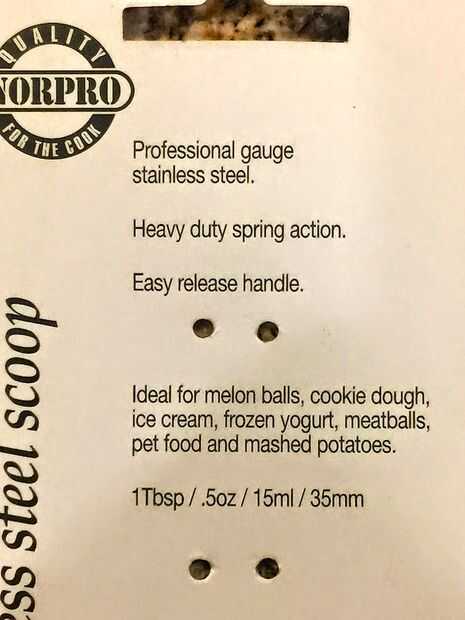 QUALITY
NORPRO
FOR THE COOK
Professional gauge
stainless steel.
Heavy duty spring action.
Easy release handle.
Ideal for melon balls, cookie dough,
ice cream, frozen yogurt, meatballs,
pet food and mashed potatoes.
1Tbsp / .5oz / 15ml / 35mm
steel scoop